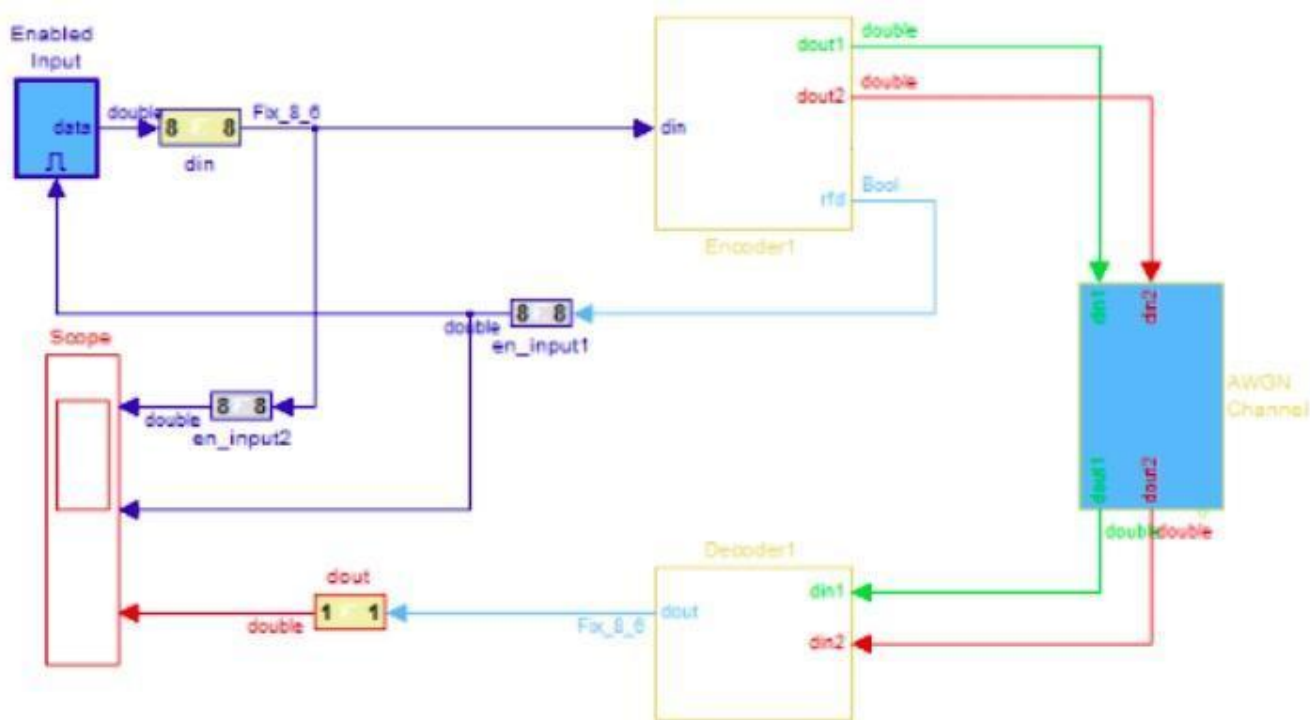 Enabled
Input
data
double
8 8
din
Fix_8_6
din
dout1
double
dout2
double
rfd
Bool
Encoder1
din1
din2
AWGN
Channel
dout1
dout2
double
double
8 8
double
en_input1
Scope
8 8
double
en_input2
Decoder1
din1
din2
dout
Fix_8_6
dout
1 1
double